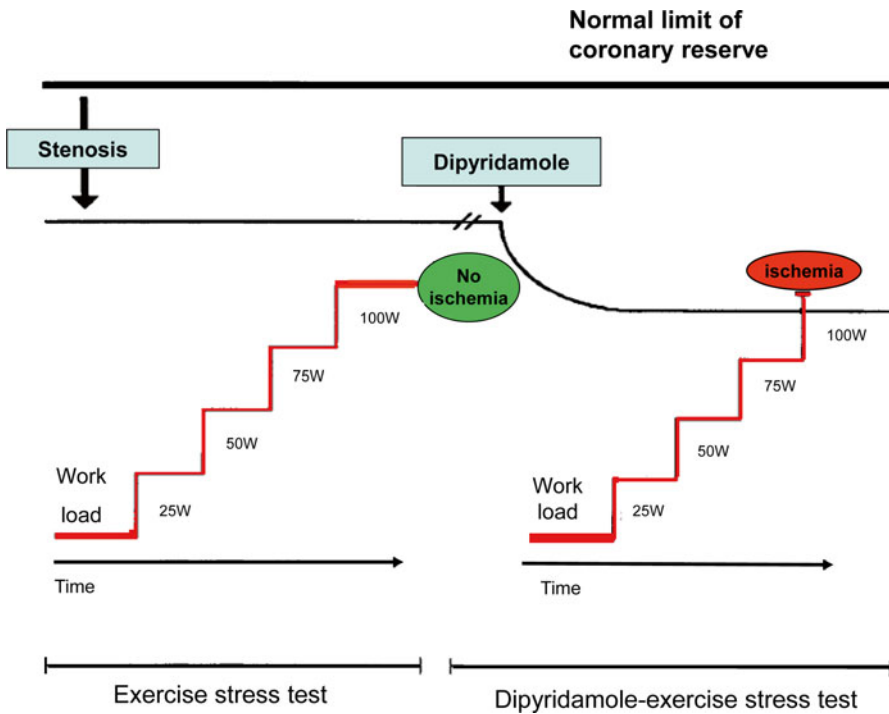 Normal limit of
coronary reserve
Stenosis
Dipyridamole
No
ischemia
ischemia
100W
75W
50W
25W
Work
load
Time
100W
75W
50W
25W
Work
load
Time
Exercise stress test
Dipyridamole-exercise stress test